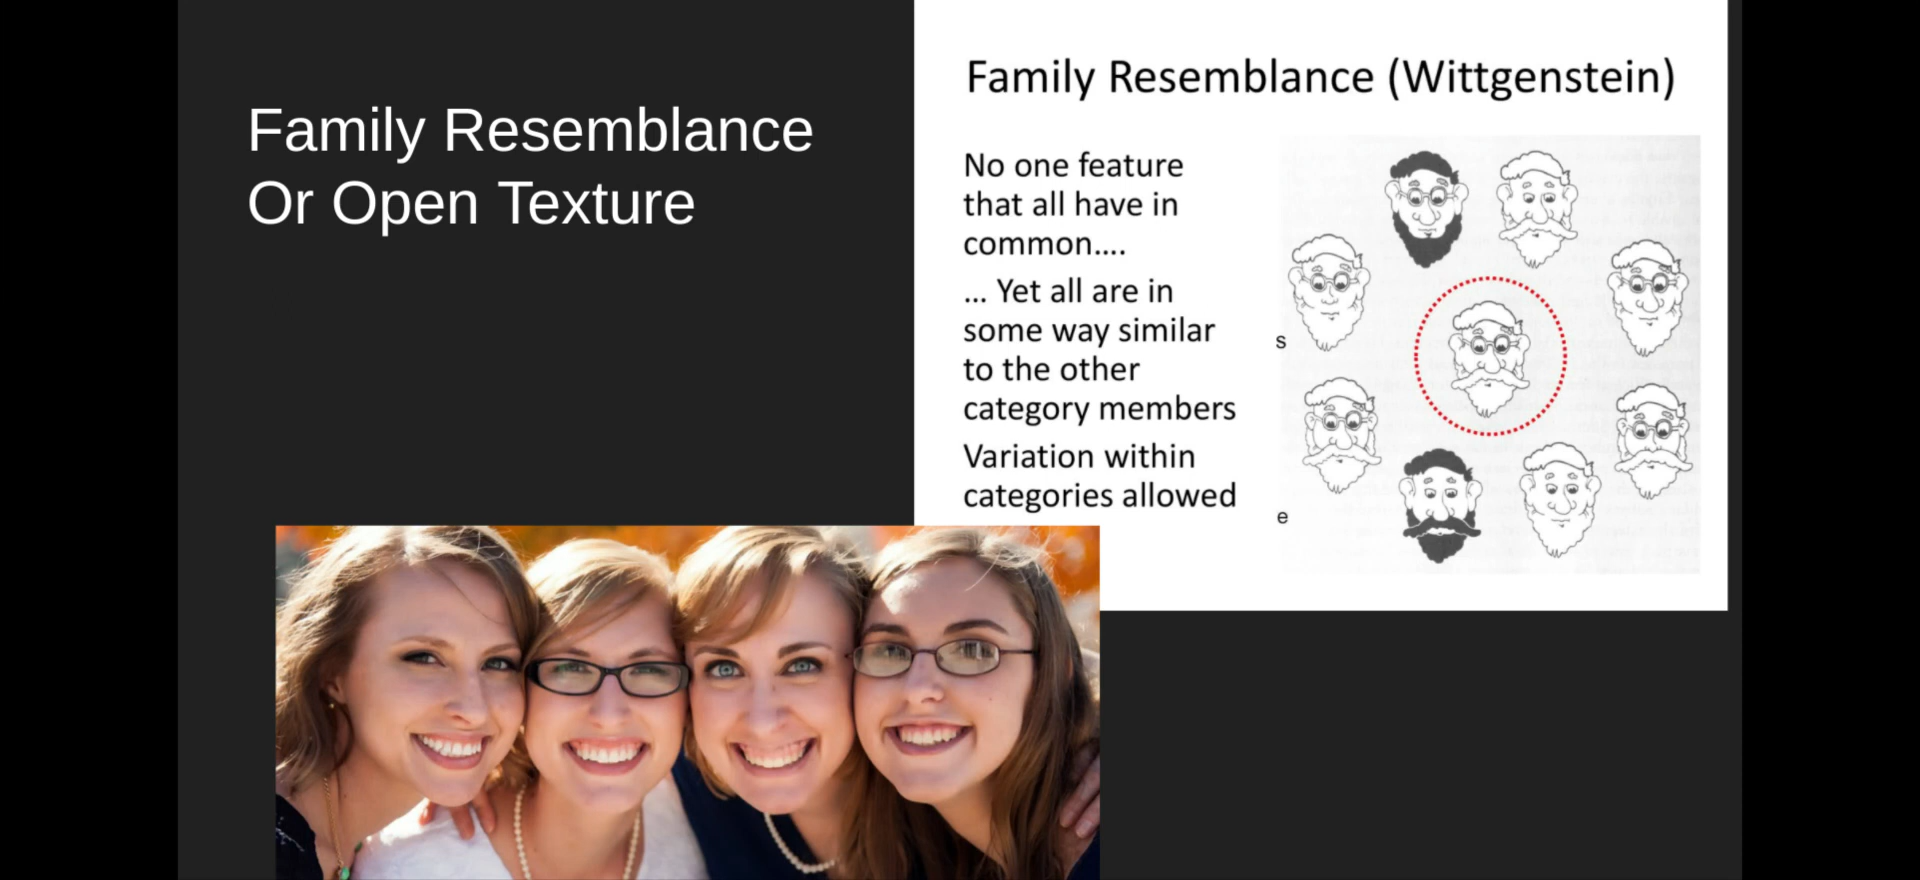 Family Resemblance
Or Open Texture
Family Resemblance (Wittgenstein)
No one feature
that all have in
common....
... Yet all are in
some way similar
to the other
category members
Variation within
categories allowed
s
e